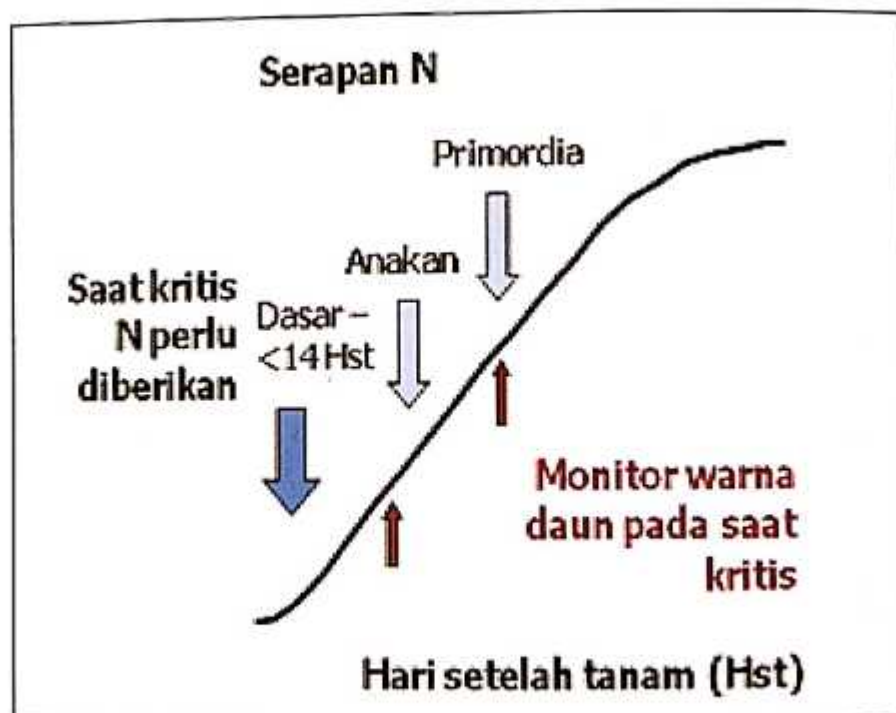 Serapan N
Primordia
Anakan
Saat kritis
N perlu
diberikan
Dasar –
<14 Hst
Monitor warna
daun pada saat
kritis
Hari setelah tanam (Hst)